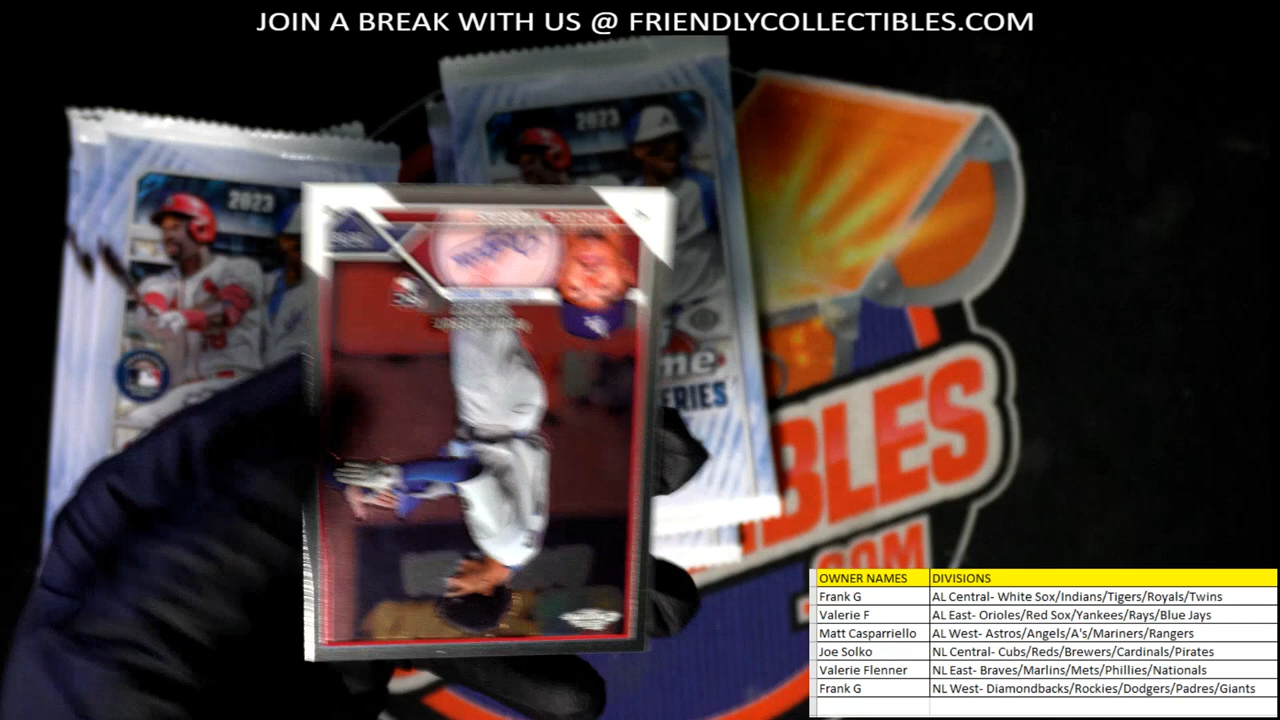 JOIN A BREAK WITH US @ FRIENDLYCOLLECTIBLES.COM
2023
2023
me
ERIES
IBLES
.COM
OWNER NAMES DIVISIONS
Frank G AL Central- White Sox/Indians/Tigers/Royals/Twins
Valerie F AL East- Orioles/Red Sox/Yankees/Rays/Blue Jays
Matt Casparriello AL West- Astros/Angels/A's/Mariners/Rangers
Joe Solko NL Central- Cubs/Reds/Brewers/Cardinals/Pirates
Valerie Flenner NL East- Braves/Marlins/Mets/Phillies/Nationals
Frank G NL West- Diamondbacks/Rockies/Dodgers/Padres/Giants